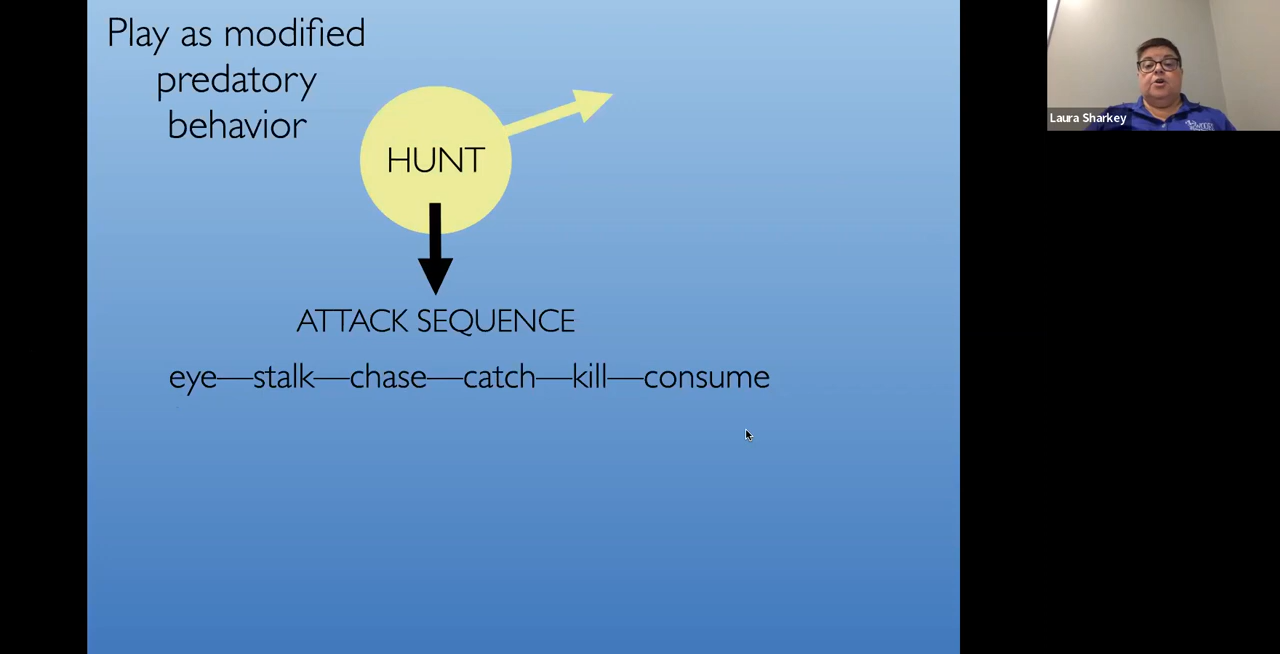 Play as modified
predatory
behavior
HUNT
ATTACK SEQUENCE
eye—stalk—chase—catch—kill—consume
Laura Sharkey